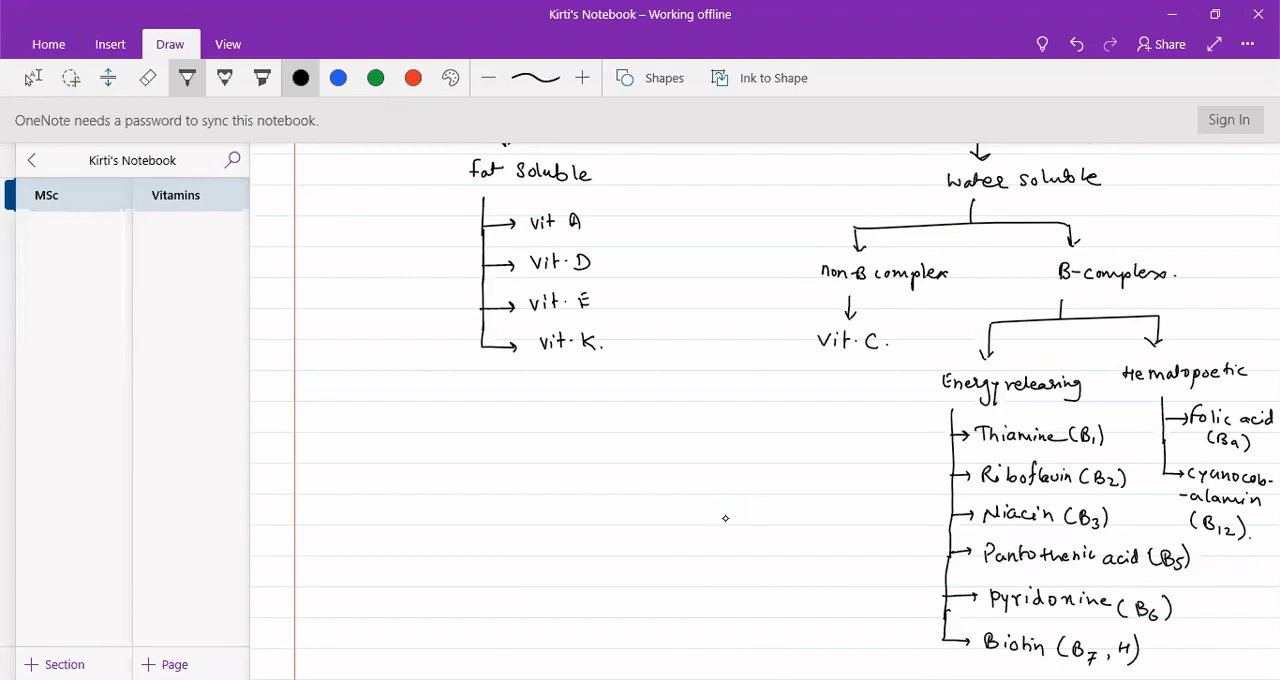 Kirti's Notebook – Working offline
Home Insert Draw View
Share
Shapes
Ink to Shape
OneNote needs a password to sync this notebook.
Sign In
Kirti's Notebook
MSc
Vitamins
Section
Page
fat soluble
vit A
vit. D
vit. E
vit. K.
water soluble
non-B complex
B-complex.
vit. C.
Energy releasing
Thiamine (B1)
Riboflavin (B2)
Niacin (B3)
Pantothenic acid (B5)
Pyridoxine (B6)
Biotin (B7, H)
Hematopoetic
folic acid
(B9)
cyanocob-
-alamin
(B12).